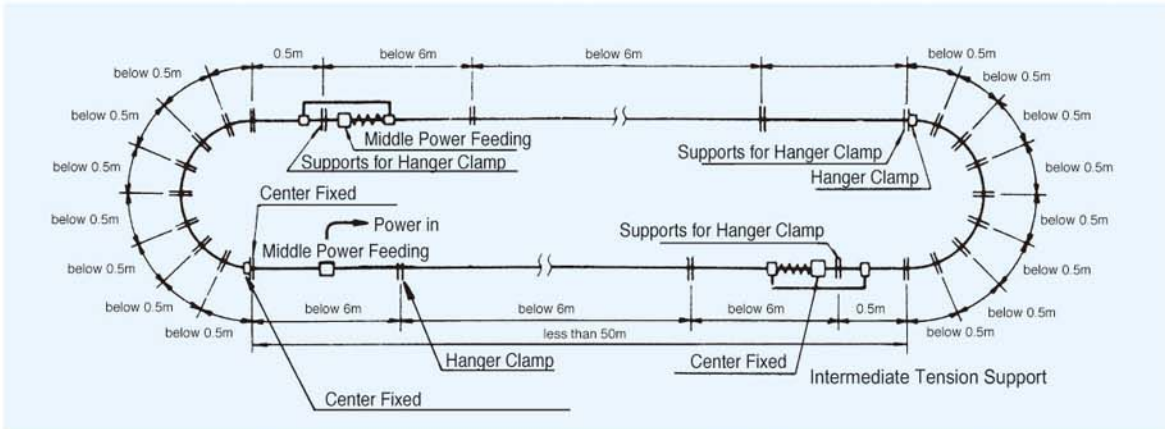 0.5m
below 6m
below 6m
below 0.5m
below 0.5m
below 0.5m
below 0.5m
below 0.5m
below 0.5m
below 0.5m
below 0.5m
Middle Power Feeding
Supports for Hanger Clamp
Supports for Hanger Clamp
Hanger Clamp
below 0.5m
below 0.5m
below 0.5m
below 0.5m
Center Fixed
Power in
Middle Power Feeding
Supports for Hanger Clamp
below 0.5m
below 0.5m
below 0.5m
below 0.5m
below 6m
below 6m
below 6m
0.5m
less than 50m
Hanger Clamp
Center Fixed
Center Fixed
Intermediate Tension Support